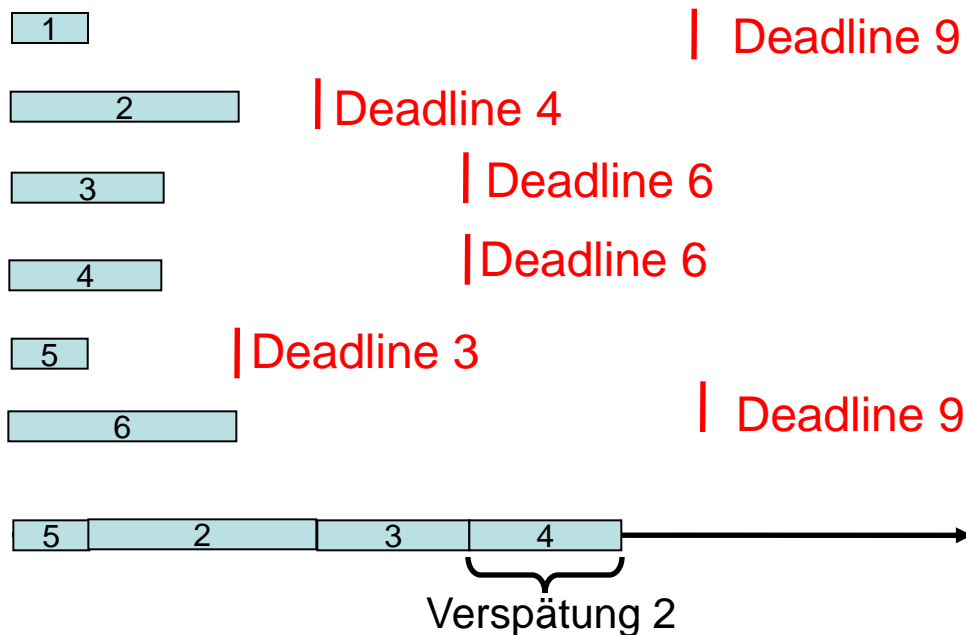 1
Deadline 9
2
Deadline 4
3
Deadline 6
4
Deadline 6
5
Deadline 3
6
Deadline 9
5 2 3 4
Verspätung 2